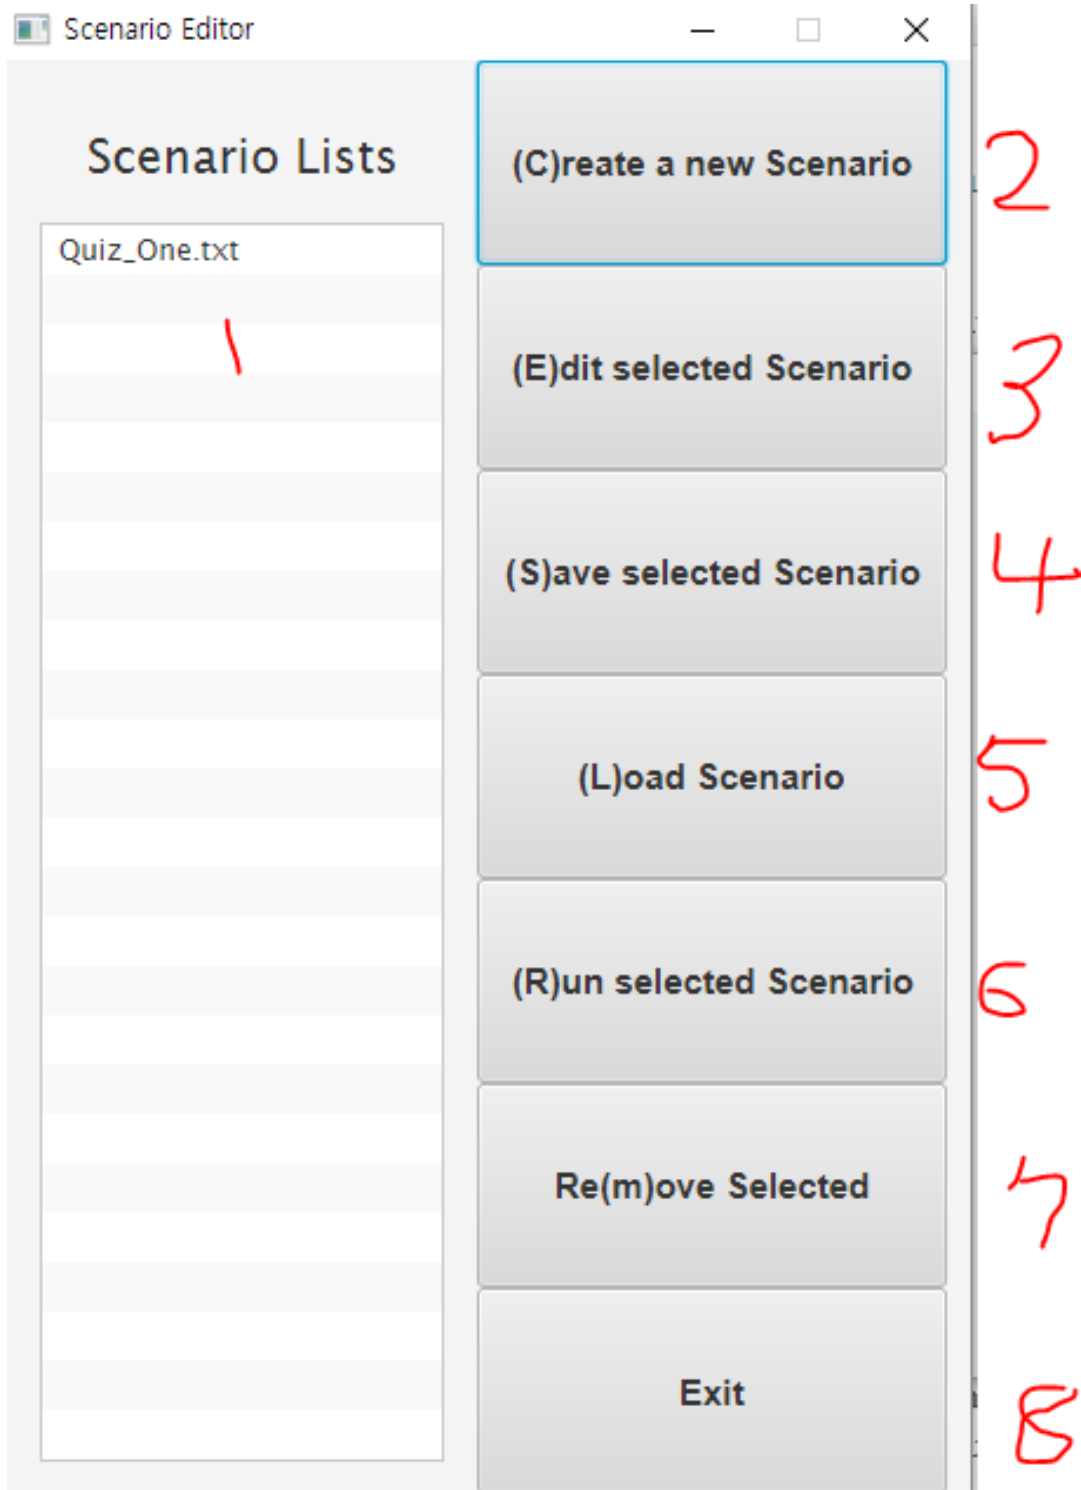 Scenario Editor
Scenario Lists
Quiz_One.txt
1
(C)reate a new Scenario
2
(E)dit selected Scenario
3
(S)ave selected Scenario
4
(L)oad Scenario
5
(R)un selected Scenario
6
Re(m)ove Selected
7
Exit
8